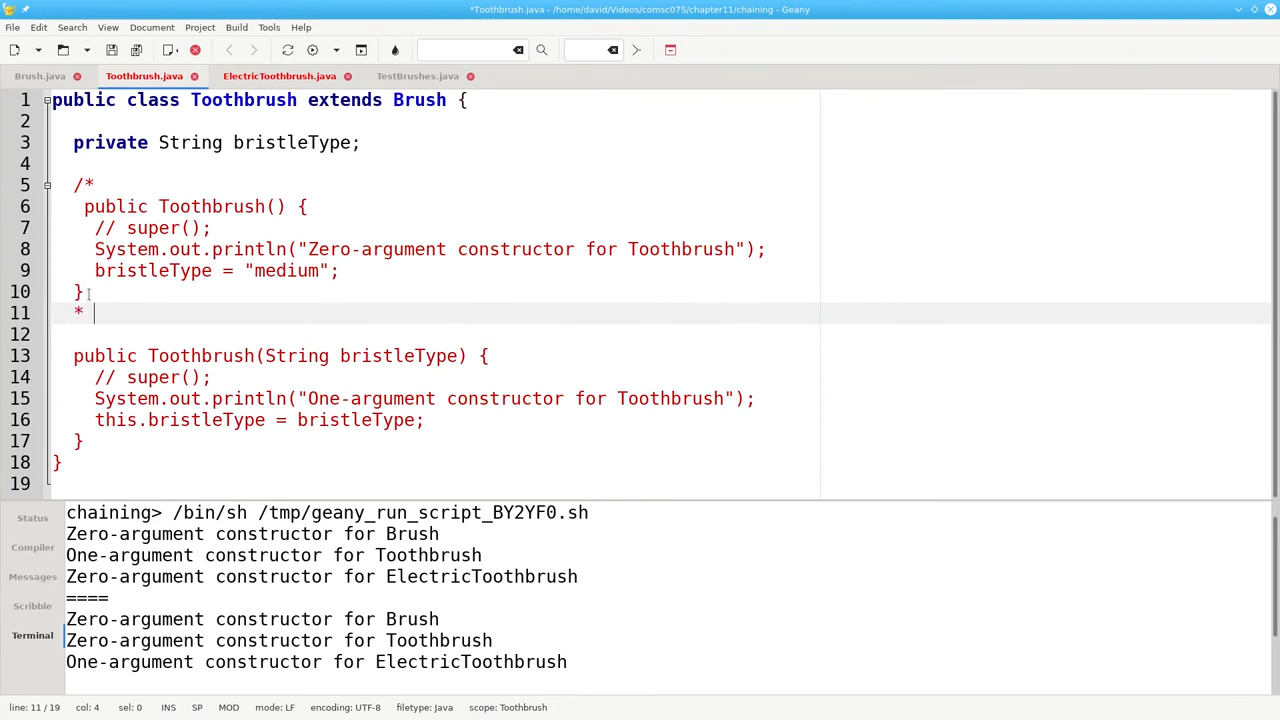 *Toothbrush.java - /home/david/Videos/comsc075/chapter11/chaining - Geany
File Edit Search View Document Project Build Tools Help
Brush.java Toothbrush.java ElectricToothbrush.java TestBrushes.java
1 public class Toothbrush extends Brush {
2
3 private String bristleType;
4
5 /*
6 public Toothbrush() {
7 // super();
8 System.out.println("Zero-argument constructor for Toothbrush");
9 bristleType = "medium";
10 }
11 *
12
13 public Toothbrush(String bristleType) {
14 // super();
15 System.out.println("One-argument constructor for Toothbrush");
16 this.bristleType = bristleType;
17 }
18 }
19
Status
Compiler
Messages
Scribble
Terminal
chaining> /bin/sh /tmp/geany_run_script_BY2YF0.sh
Zero-argument constructor for Brush
One-argument constructor for Toothbrush
Zero-argument constructor for ElectricToothbrush
====
Zero-argument constructor for Brush
Zero-argument constructor for Toothbrush
One-argument constructor for ElectricToothbrush
line: 11 / 19 col: 4 sel: 0 INS SP MOD mode: LF encoding: UTF-8 filetype: Java scope: Toothbrush